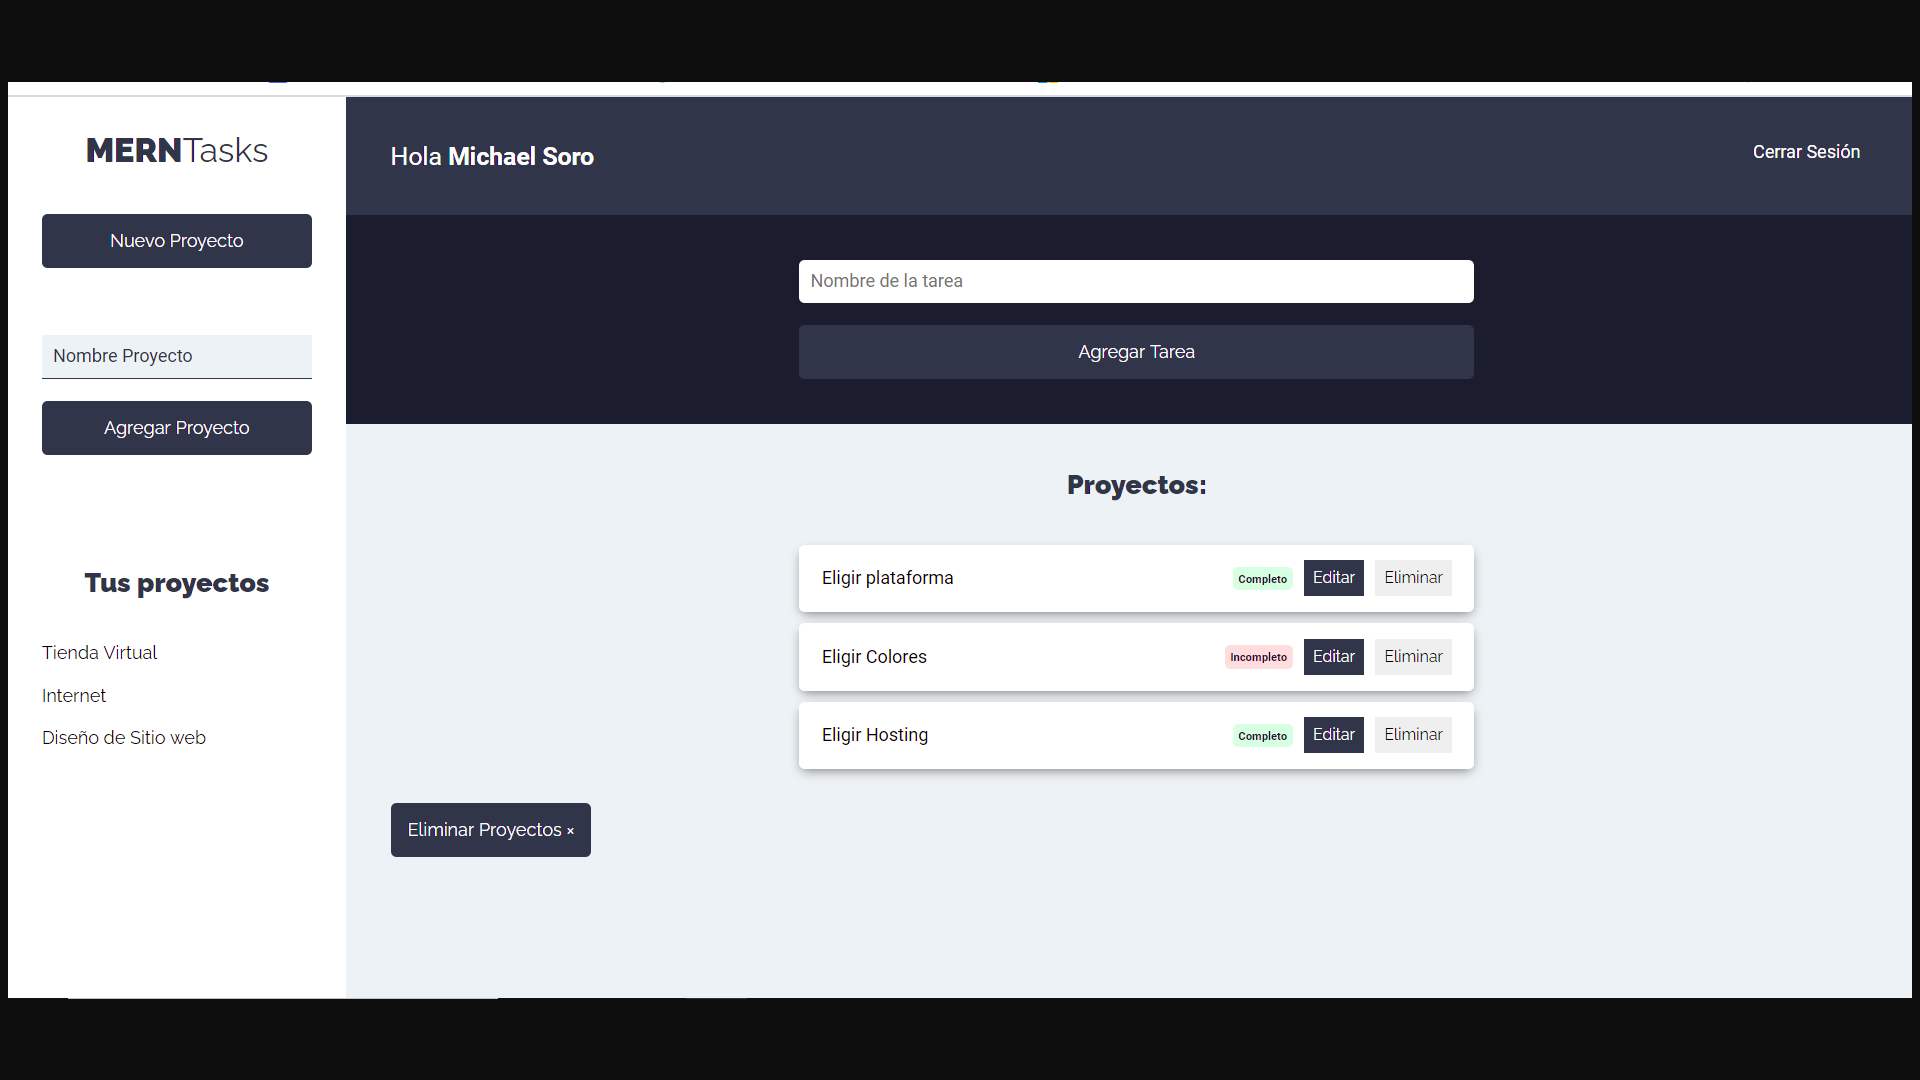 MERNTasks
Nuevo Proyecto
Nombre Proyecto
Agregar Proyecto
Tus proyectos
Tienda Virtual
Internet
Diseño de Sitio web
Hola Michael Soro
Cerrar Sesión
Nombre de la tarea
Agregar Tarea
Proyectos:
Eligir plataforma Completo Editar Eliminar
Eligir Colores Incompleto Editar Eliminar
Eligir Hosting Completo Editar Eliminar
Eliminar Proyectos ×